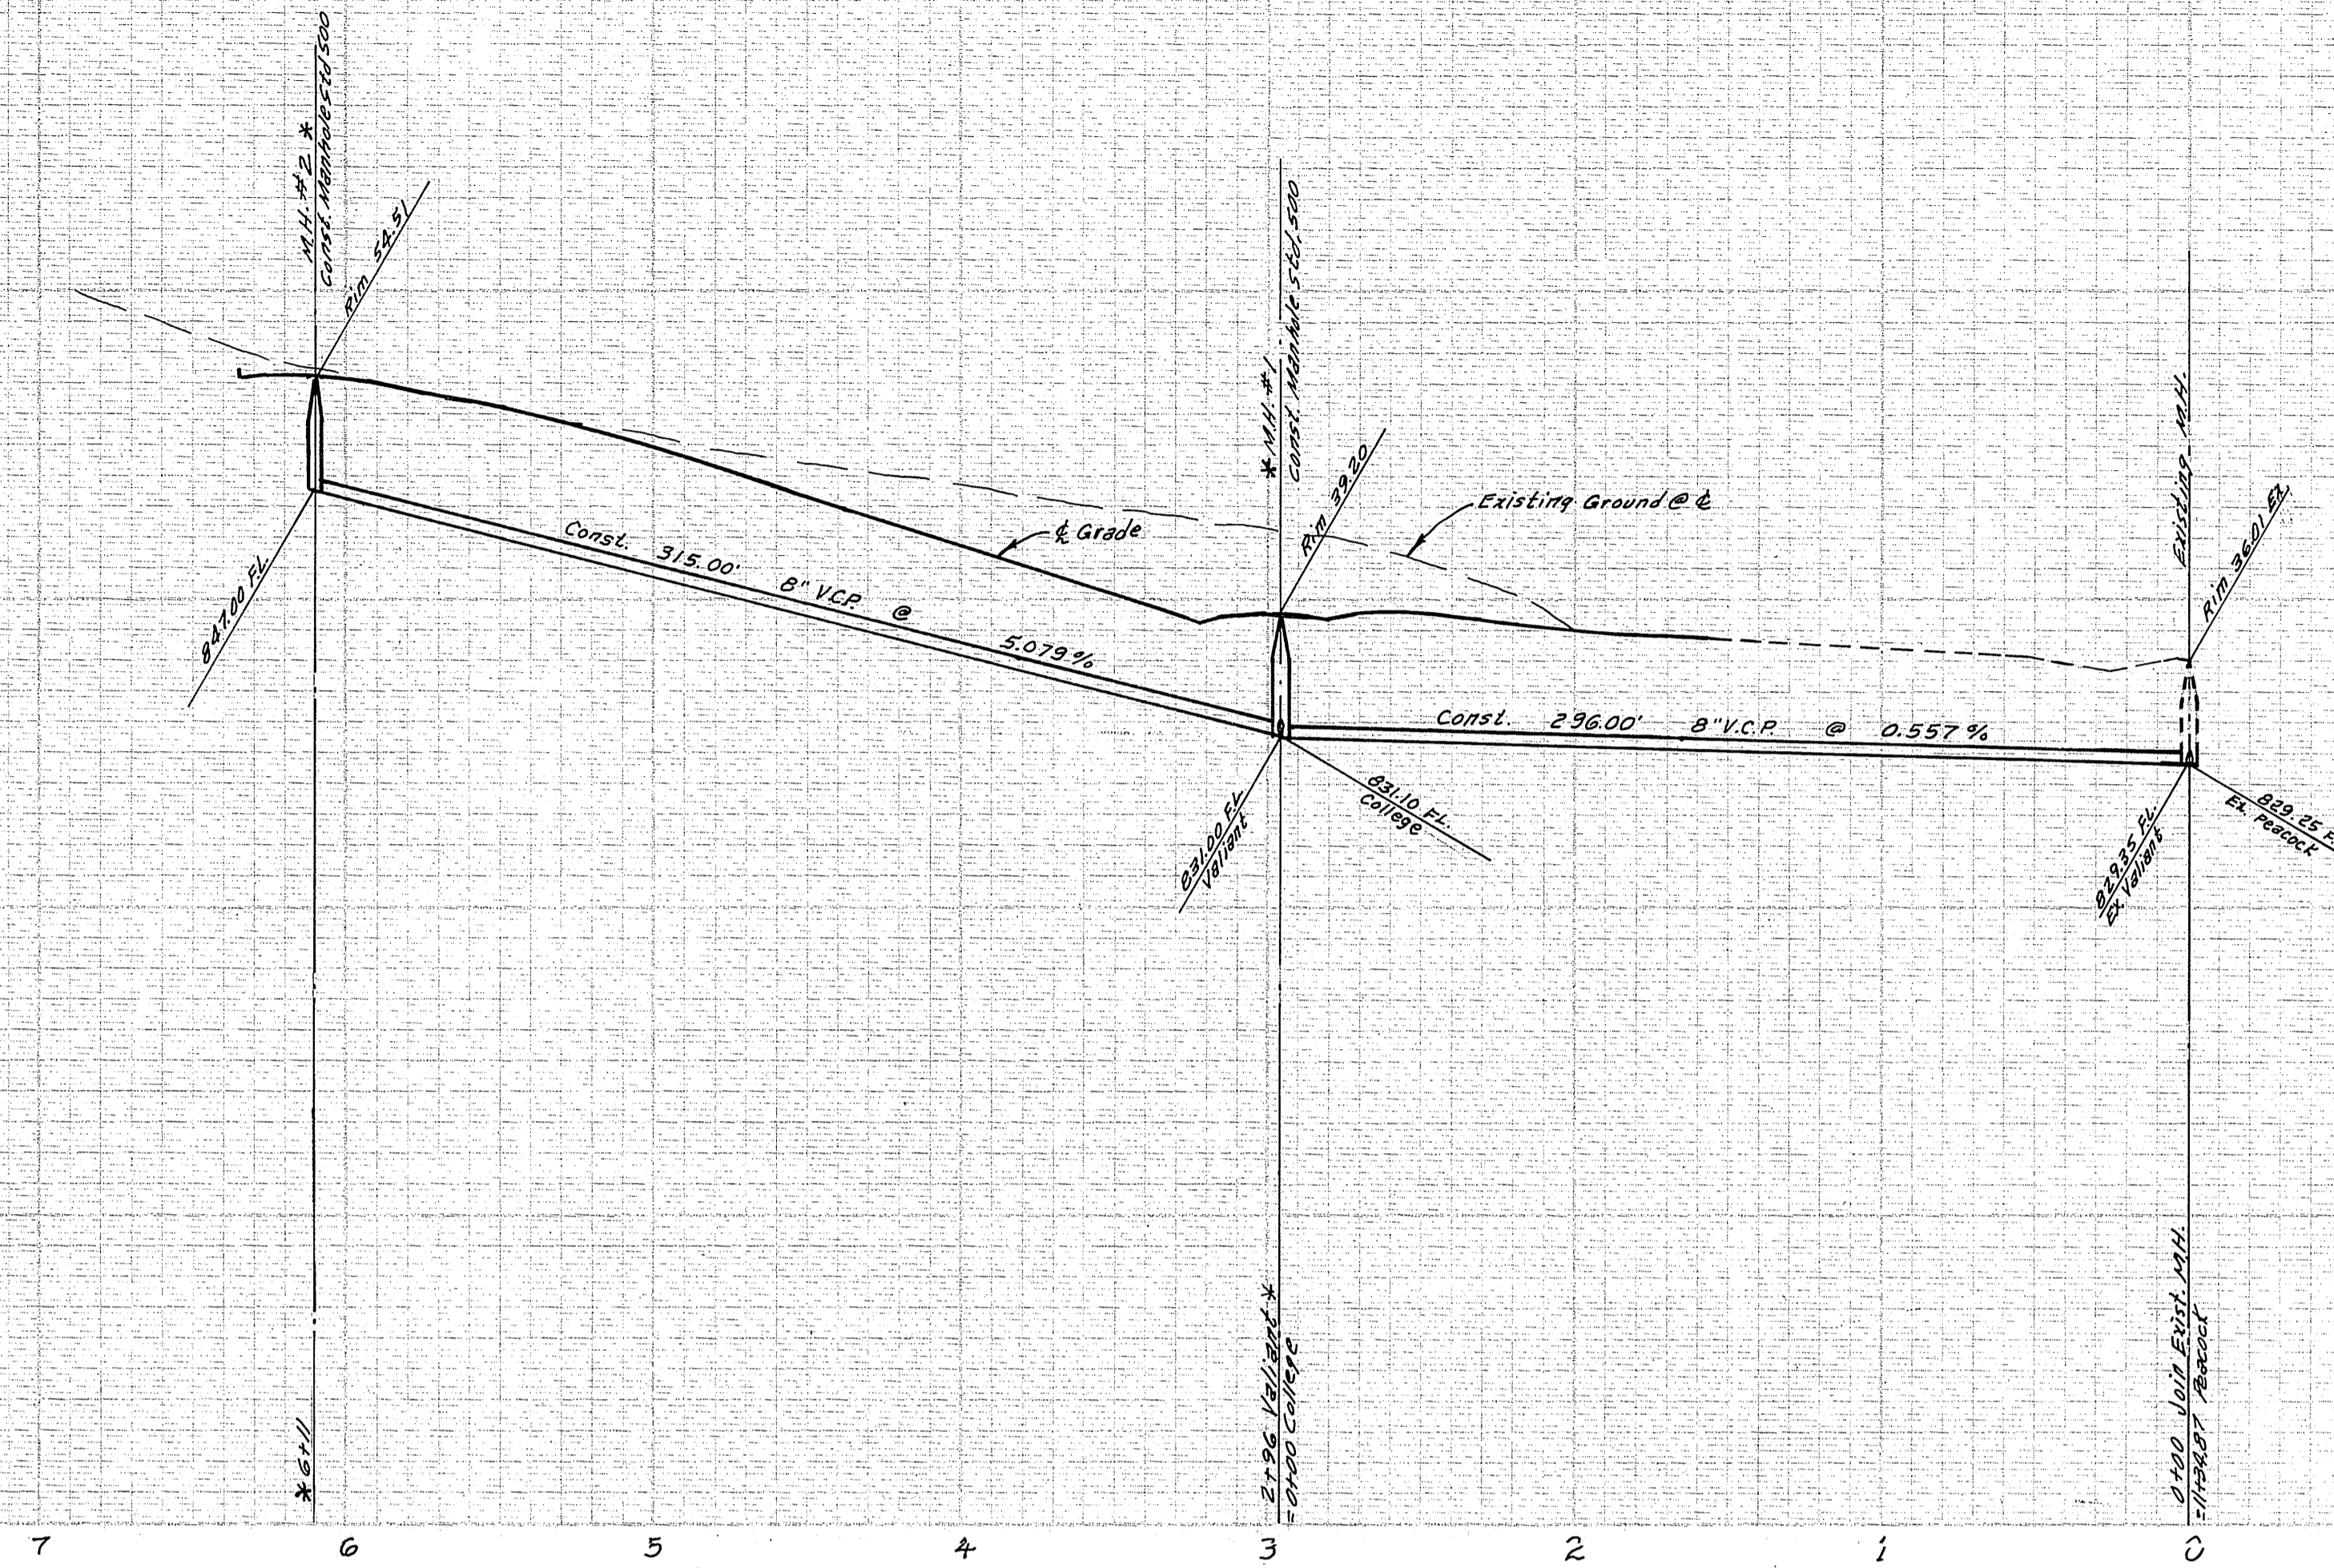 M.H. #2 *
Const. Manhole Std 500
Rim 54.51
847.00 F.L.
Const. 315.00' 8" V.C.P. @ 5.079%
℄ Grade
* M.H. #1
Const. Manhole Std. 500
Rim 39.20
Existing Ground @ ℄
831.00 F.L.
Valiant
831.10 F.L.
College
Const. 296.00' 8" V.C.P. @ 0.557%
Existing M.H.
Rim 36.01 Ex.
829.35 F.L.
Ex. Valiant
829.25 F.
Ex. Peacock
* 6+11
2+96 Valiant *
= 0+00 College
0+00 Join Exist. M.H.
= 11+34.87 Peacock
7 6 5 4 3 2 1 0